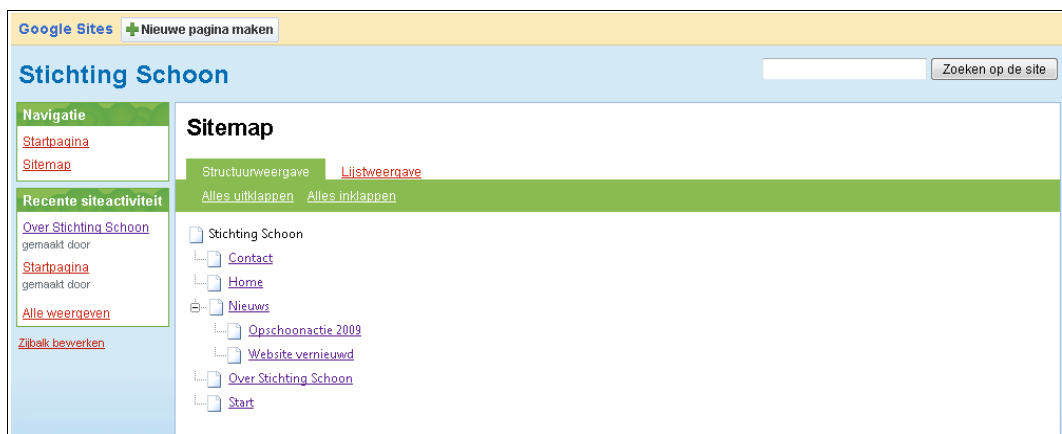 Google Sites Nieuwe pagina maken
Stichting Schoon
Zoeken op de site
Navigatie
Startpagina
Sitemap
Recente siteactiviteit
Over Stichting Schoon
gemaakt door
Startpagina
gemaakt door
Alle weergeven
Zijbalk bewerken
Sitemap
Structuurweergave Lijstweergave
Alles uitklappen Alles inklappen
Stichting Schoon
Contact
Home
Nieuws
Opschoonactie 2009
Website vernieuwd
Over Stichting Schoon
Start